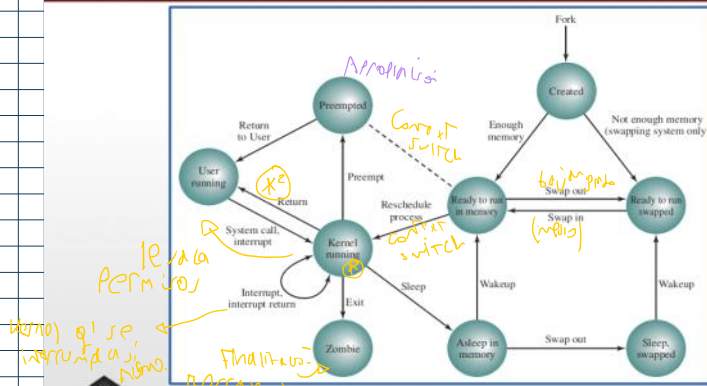 Fork
Created
Preempted
Not enough memory
(swapping system only
Enough
memory
Return
to User
Context
switch
User
running
Preempt
Return
Swap out
Ready to run
in memory
Ready to run
swapped
Reschedule
process
Swap in
System call,
interrupt
Kernel
running
context
switch
permisos
Interrupt,
interrupt return
Sleep
Wakeup
Wakeup
Exit
Zombie
Asleep in
memory
Swap out
Sleep,
swapped